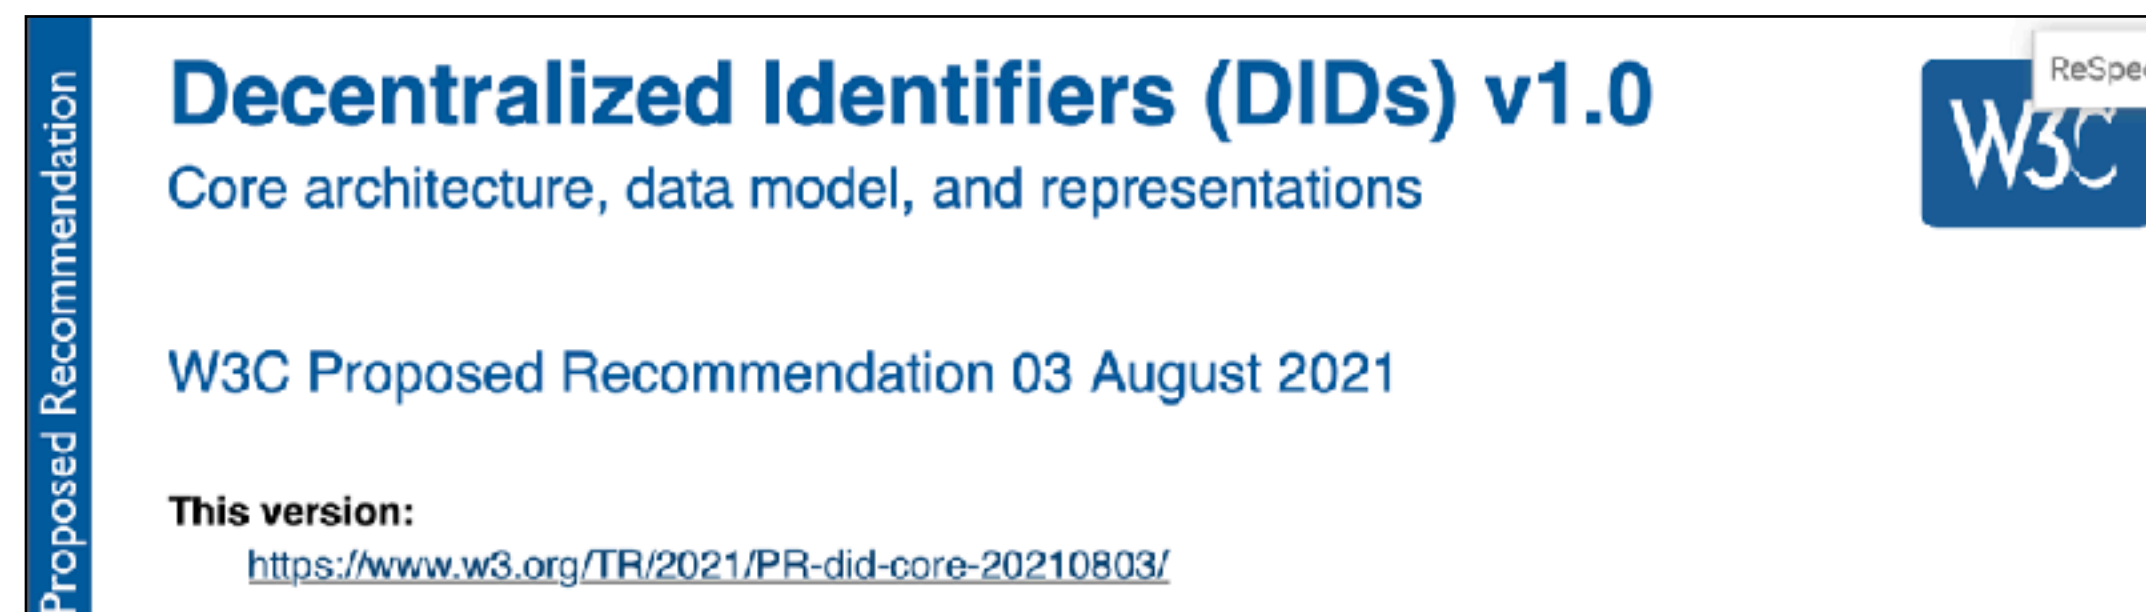 Proposed Recommendation
Decentralized Identifiers (DIDs) v1.0
Core architecture, data model, and representations
W3C
W3C Proposed Recommendation 03 August 2021
This version:
https://www.w3.org/TR/2021/PR-did-core-20210803/